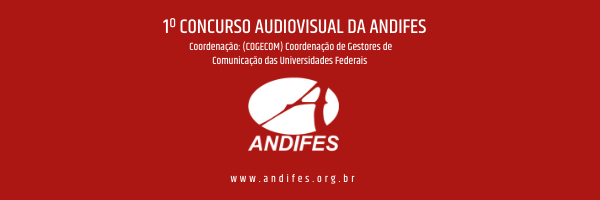 1º CONCURSO AUDIOVISUAL DA ANDIFES
Coordenação: (COGECOM) Coordenação de Gestores de
Comunicação das Universidades Federais
ANDIFES
www.andifes.org.br